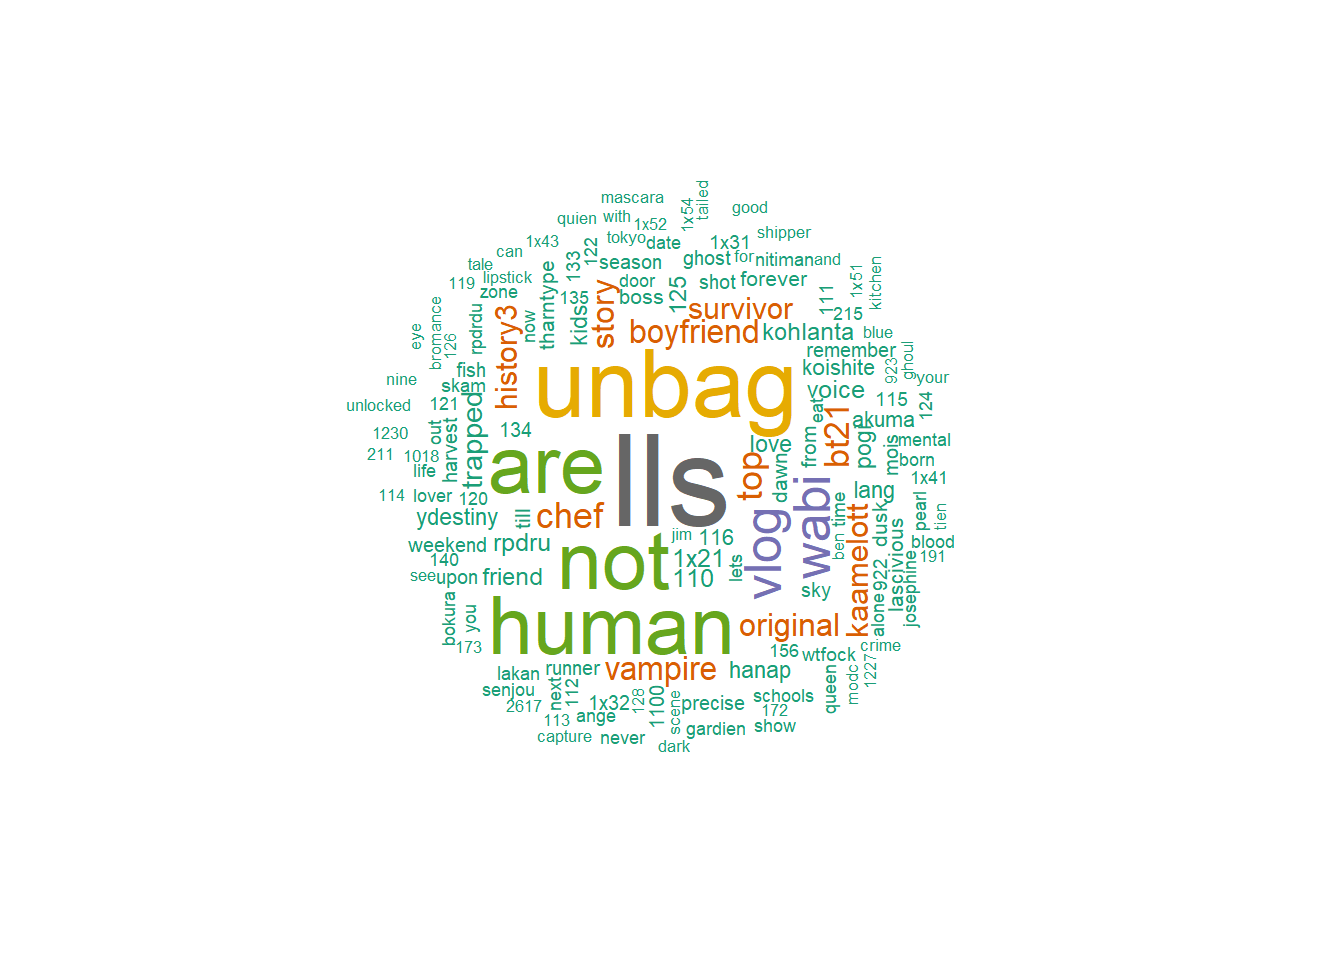 mascara
tailed
1x54
good
quien
with
1x52
shipper
1x43
tokyo
date
1x31
can
122
133
season
ghost
for
nitiman
and
tale
lipstick
door
1x51
kitchen
119
zone
tharntype
135
boss
125
shot
forever
111
215
kids
story
survivor
now
history3
rpdrdu
126
bromance
eye
boyfriend
kohlanta
blue
remember
ghoul
923
fish
koishite
nine
skam
unbag
voice
your
unlocked
121
115
124
eat
akuma
1230
out
134
love
bt21
pogi
mental
211
1018
harvest
trapped
are
lls
top
dawn
from
mois
born
life
1x41
114
lover
120
lang
pearl
ydestiny
till
chef
vlog
wabi
time
kaamelott
dusk
tien
weekend
rpdru
jim
116
ben
lascivious
blood
140
not
1x21
lets
191
see
upon
friend
110
sky
922
alone
josephine
bokura
you
human
original
173
156
wtfock
crime
lakan
runner
vampire
hanap
1227
modc
queen
senjou
next
112
1x32
128
1100
scene
precise
schools
2617
113
ange
172
gardien
show
capture
never
dark